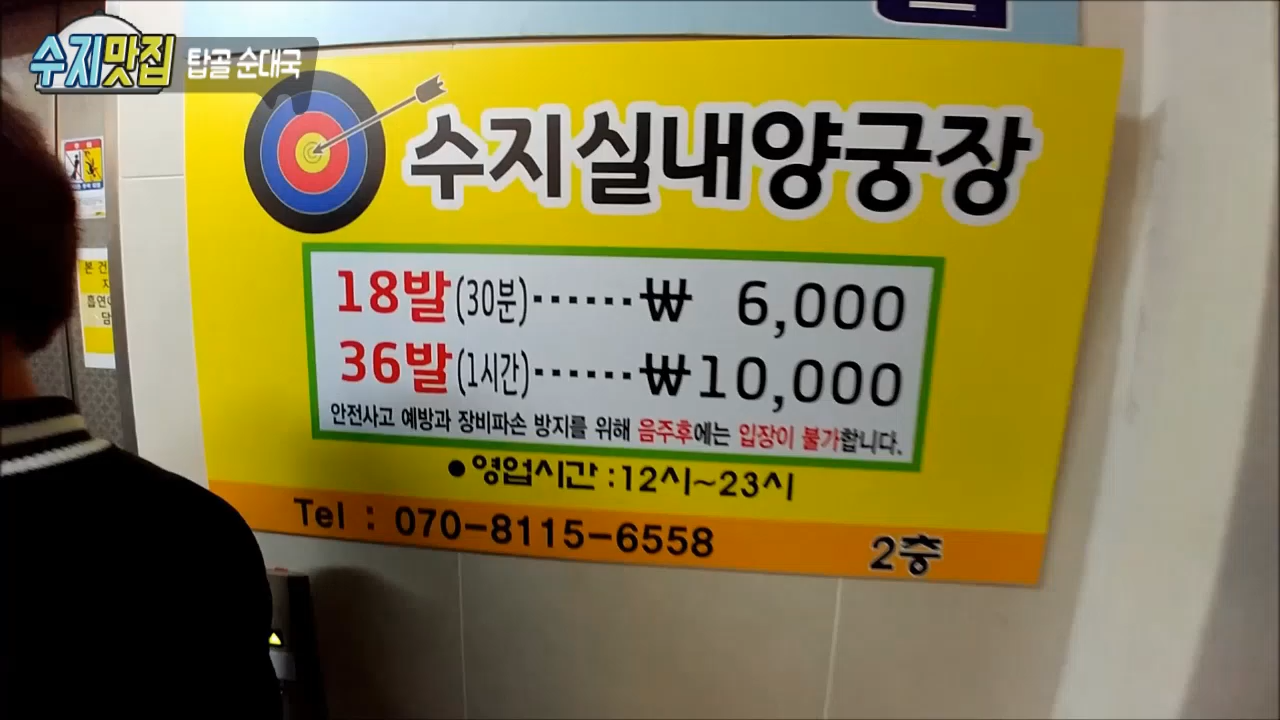 수지맛집 탑골 순대국
수지실내양궁장
18발(30분)······₩ 6,000
36발(1시간)······₩10,000
안전사고 예방과 장비파손 방지를 위해 음주후에는 입장이 불가합니다.
●영업시간 :12시~23시
Tel : 070-8115-6558 2층
본 건
흡연